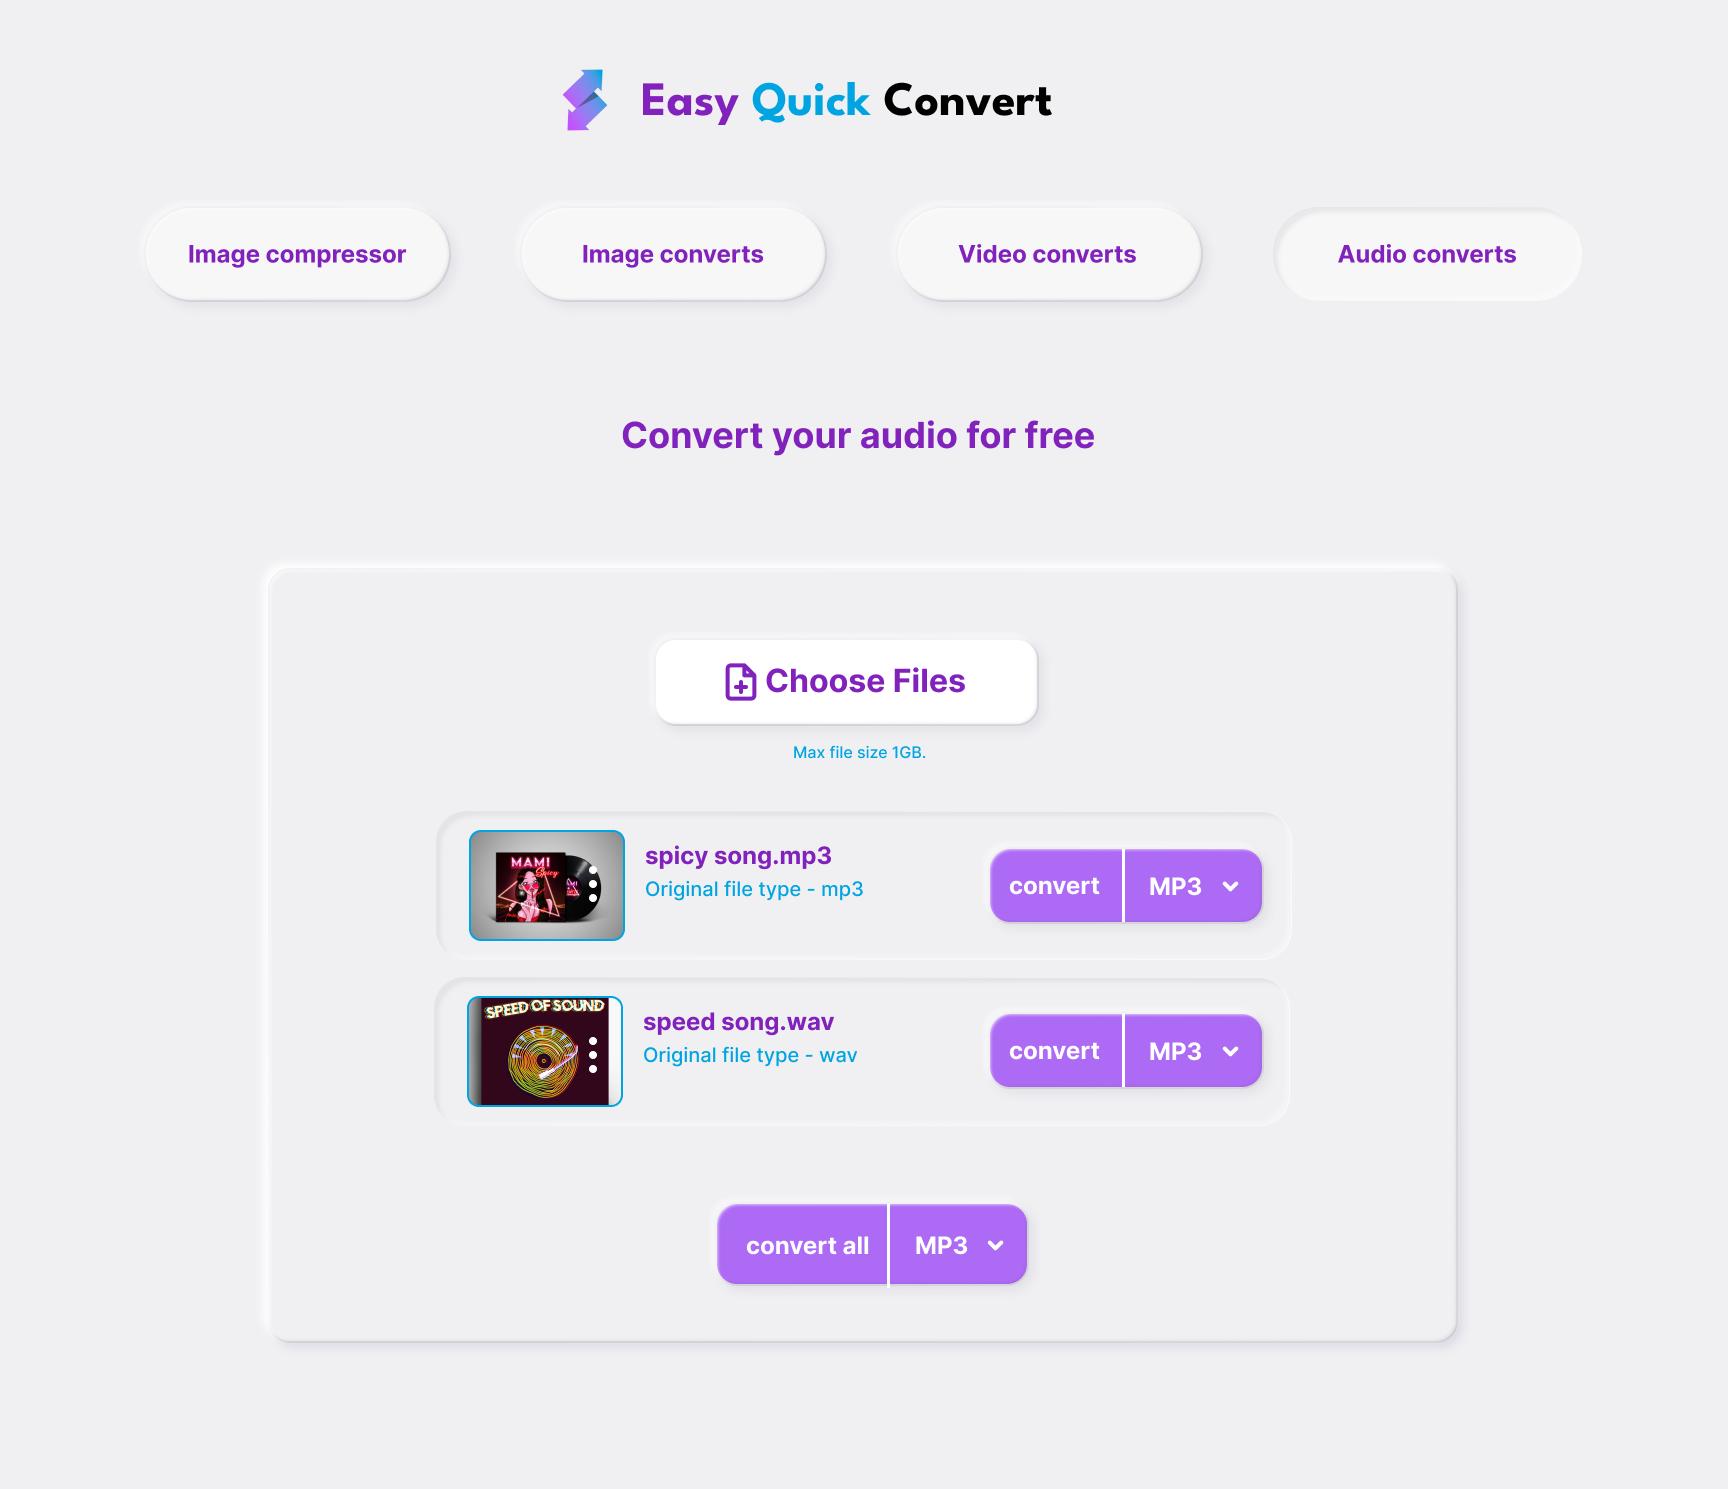 Easy Quick Convert
Image compressor
Image converts
Video converts
Audio converts
Convert your audio for free
Choose Files
Max file size 1GB.
MAMI
Spicy
spicy song.mp3
Original file type - mp3
convert
MP3
SPEED OF SOUND
speed song.wav
Original file type - wav
convert
MP3
convert all
MP3